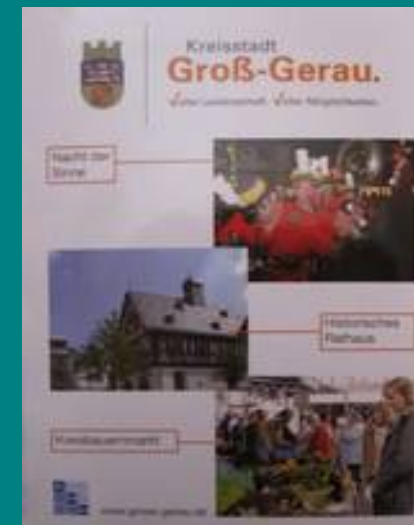 Kreisstadt
Groß-Gerau.
Nacht der
Sinne
Historisches
Rathaus
Kreisbauernmarkt
www.gross-gerau.de